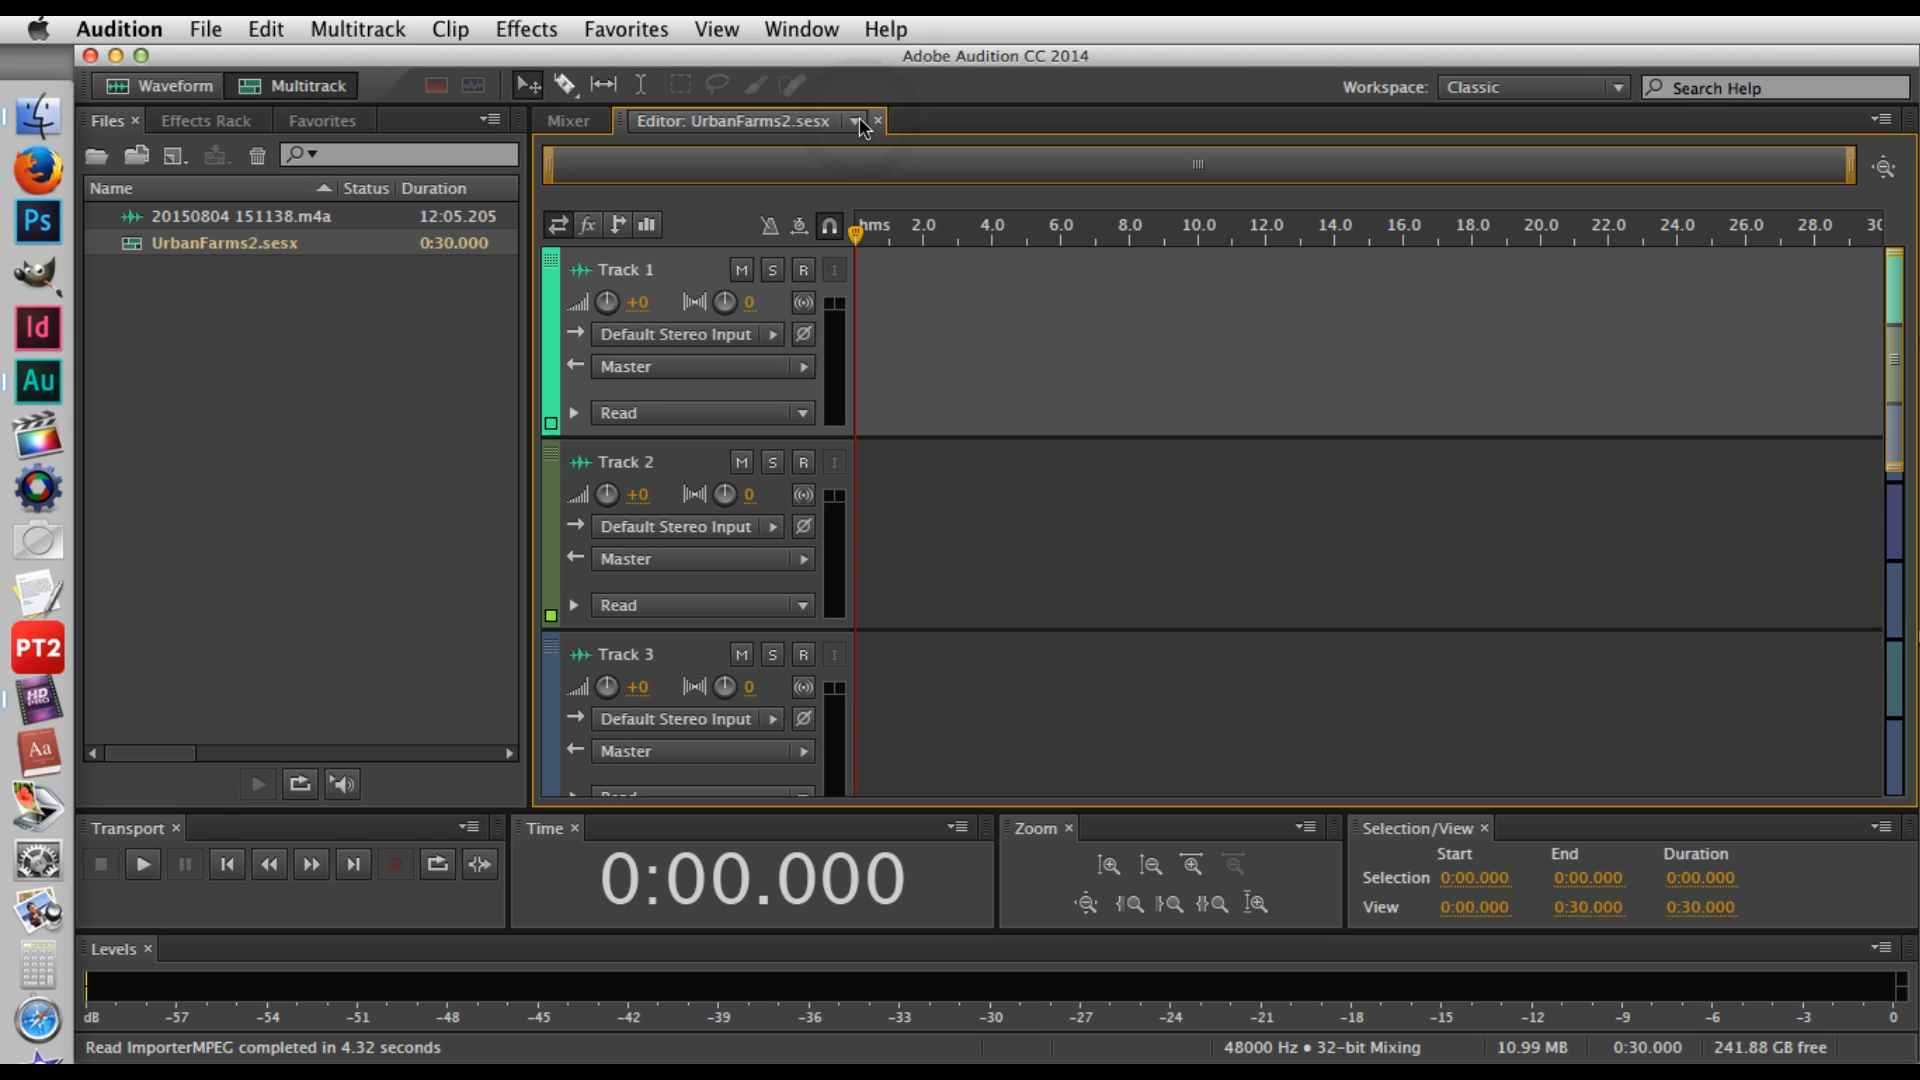 Audition File Edit Multitrack Clip Effects Favorites View Window Help
Adobe Audition CC 2014
Waveform Multitrack Workspace: Classic Search Help
Files × Effects Rack Favorites
Mixer Editor: UrbanFarms2.sesx ×
Name Status Duration
20150804 151138.m4a 12:05.205
UrbanFarms2.sesx 0:30.000
fx hms 2.0 4.0 6.0 8.0 10.0 12.0 14.0 16.0 18.0 20.0 22.0 24.0 26.0 28.0 30
Track 1 M S R I
+0 0
Default Stereo Input
Master
Read
Track 2 M S R I
+0 0
Default Stereo Input
Master
Read
Track 3 M S R I
+0 0
Default Stereo Input
Master
Read
Ps
Id
Au
PT2
HD
PRO
Aa
Transport ×
Time ×
0:00.000
Zoom ×
Selection/View ×
Start End Duration
Selection 0:00.000 0:00.000 0:00.000
View 0:00.000 0:30.000 0:30.000
Levels ×
dB -57 -54 -51 -48 -45 -42 -39 -36 -33 -30 -27 -24 -21 -18 -15 -12 -9 -6 -3 0
Read ImporterMPEG completed in 4.32 seconds 48000 Hz • 32-bit Mixing 10.99 MB 0:30.000 241.88 GB free